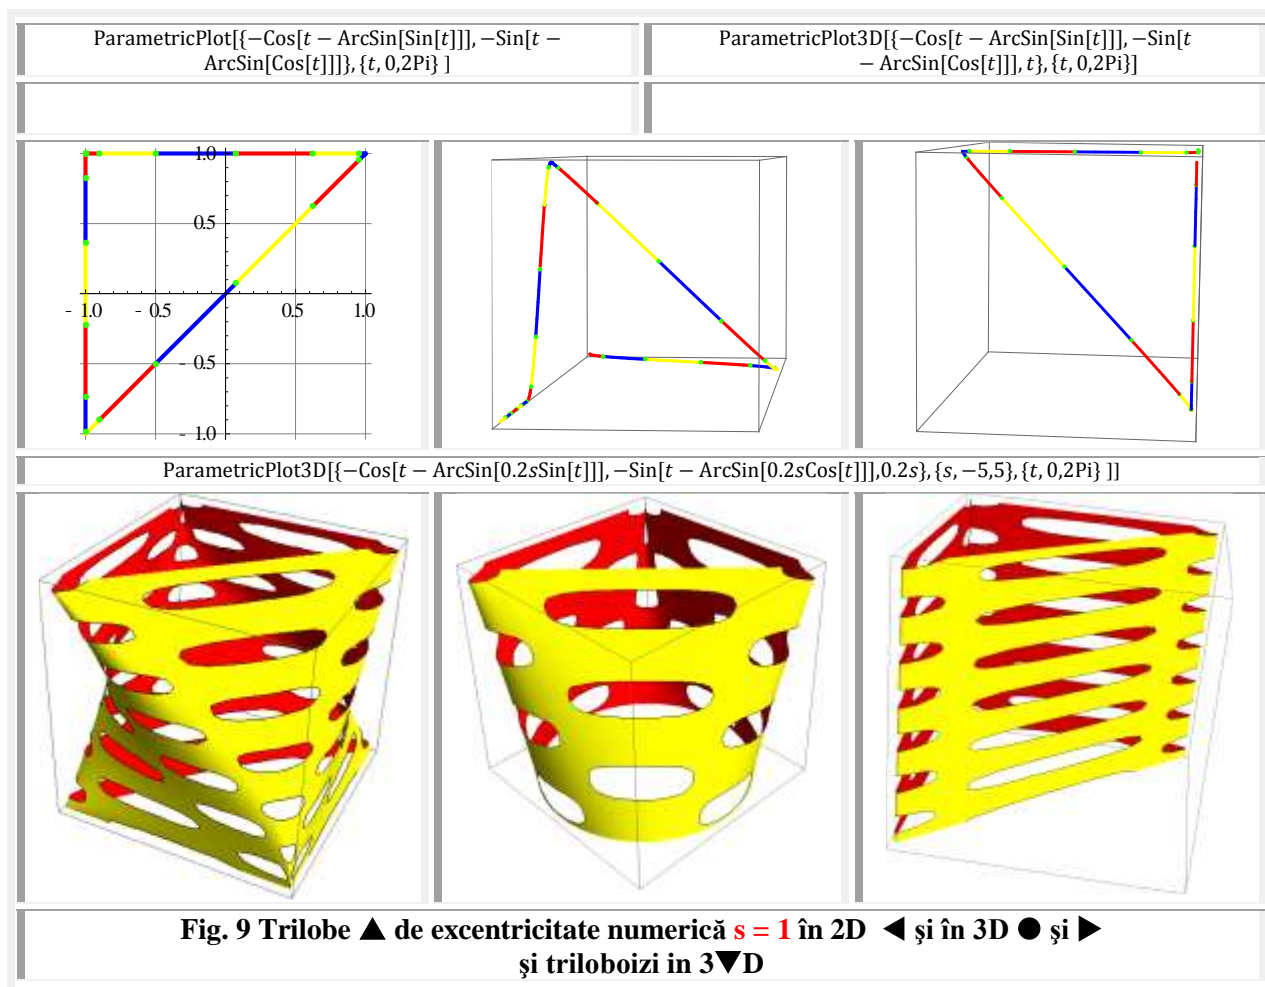 ParametricPlot[{−Cos[t − ArcSin[Sin[t]]], −Sin[t −
ArcSin[Cos[t]]]}, {t, 0,2Pi} ]
ParametricPlot3D[{−Cos[t − ArcSin[Sin[t]]], −Sin[t
− ArcSin[Cos[t]]], t}, {t, 0,2Pi}]
1.0
0.5
- 1.0
- 0.5
0.5
1.0
- 0.5
- 1.0
ParametricPlot3D[{−Cos[t − ArcSin[0.2sSin[t]]], −Sin[t − ArcSin[0.2sCos[t]]],0.2s}, {s, −5,5}, {t, 0,2Pi ]]
Fig. 9 Trilobe ▲ de excentricitate numerică s = 1 în 2D ◄ şi în 3D ● şi ►
şi triloboizi in 3▼D